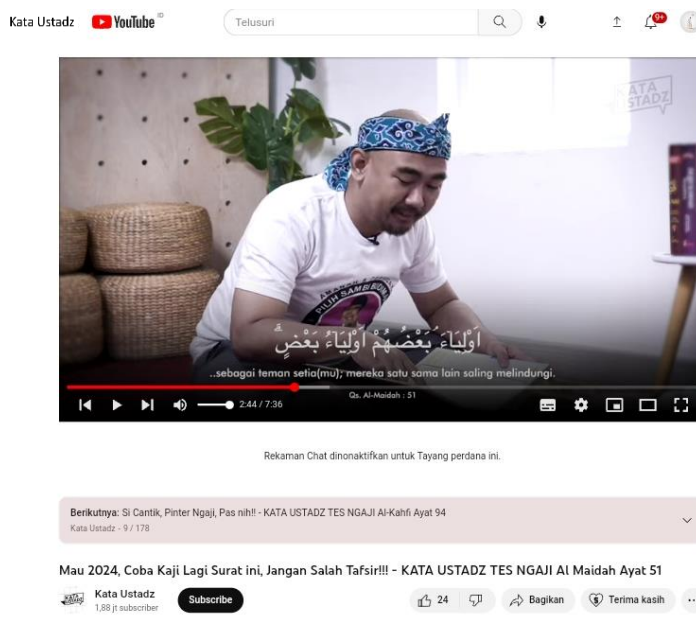 Kata Ustadz YouTube ID Telusuri 9+
KATA
USTADZ
PILIH SAMBIL
اَوْلِيَاۤءَ ۘ بَعْضُهُمْ اَوْلِيَاۤءُ بَعْضٍۗ
..sebagai teman setia(mu); mereka satu sama lain saling melindungi.
2:44 / 7:36
Qs. Al-Maidah : 51
Rekaman Chat dinonaktifkan untuk Tayang perdana ini.
Berikutnya: Si Cantik, Pinter Ngaji, Pas nih!! - KATA USTADZ TES NGAJI Al-Kahfi Ayat 94
Kata Ustadz - 9 / 178
Mau 2024, Coba Kaji Lagi Surat ini, Jangan Salah Tafsir!!! - KATA USTADZ TES NGAJI Al Maidah Ayat 51
Kata Ustadz
1,88 jt subscriber
Subscribe
24
Bagikan
Terima kasih